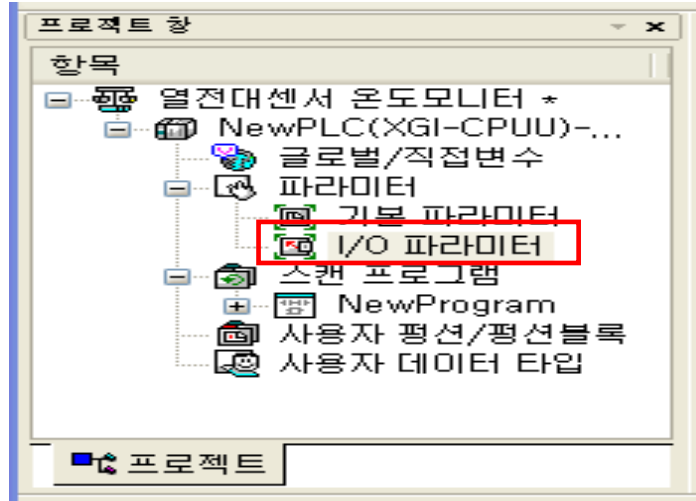 프로젝트 창
항목
열전대센서 온도모니터 *
NewPLC(XGI-CPUU)-...
글로벌/직접변수
파라미터
기본 파라미터
I/O 파라미터
스캔 프로그램
NewProgram
사용자 펑션/펑션블록
사용자 데이터 타입
프로젝트